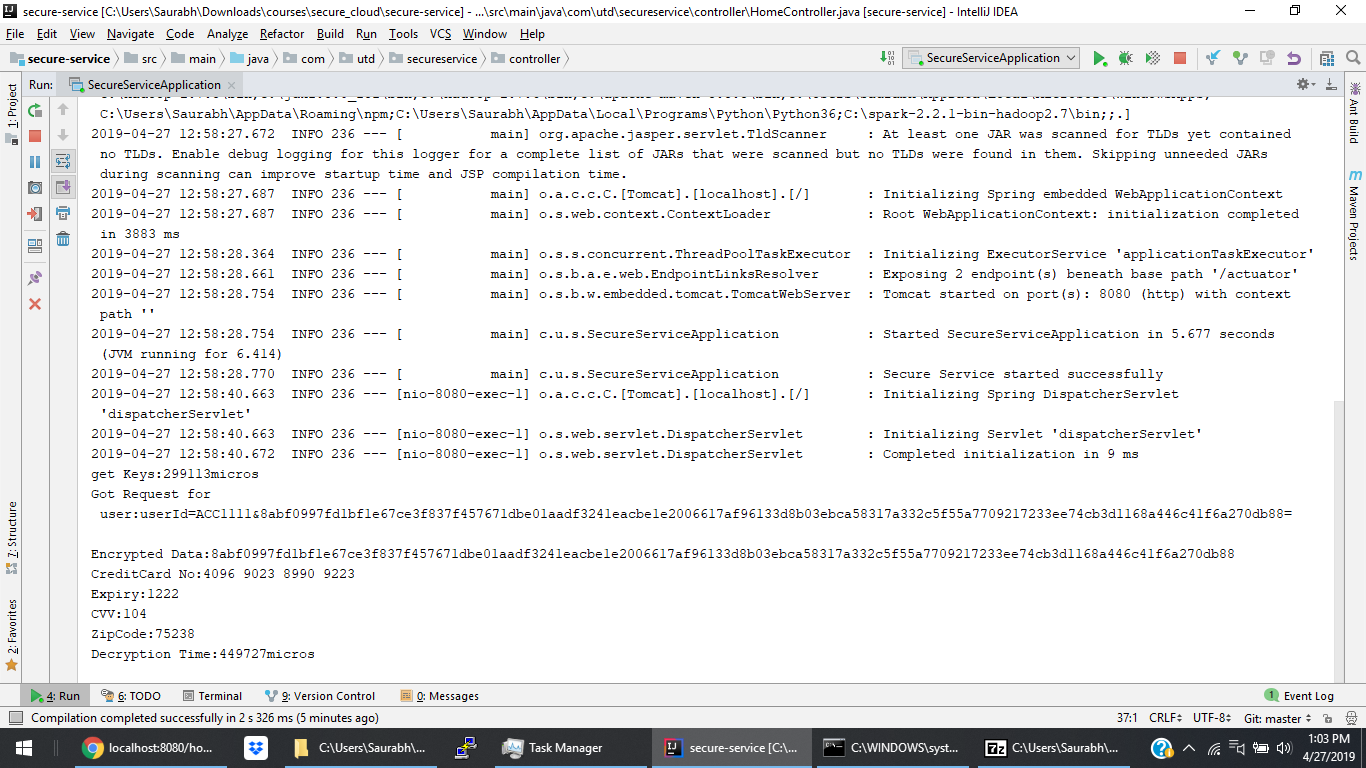 secure-service [C:\Users\Saurabh\Downloads\courses\secure_cloud\secure-service] - ...\src\main\java\com\utd\secureservice\controller\HomeController.java [secure-service] - IntelliJ IDEA
File Edit View Navigate Code Analyze Refactor Build Run Tools VCS Window Help
secure-service src main java com utd secureservice controller SecureServiceApplication
Run: SecureServiceApplication
1: Project
7: Structure
2: Favorites
Ant Build
Maven Projects
C:\Users\Saurabh\AppData\Roaming\npm;C:\Users\Saurabh\AppData\Local\Programs\Python\Python36;C:\spark-2.2.1-bin-hadoop2.7\bin;;.]
2019-04-27 12:58:27.672 INFO 236 --- [ main] org.apache.jasper.servlet.TldScanner : At least one JAR was scanned for TLDs yet contained
no TLDs. Enable debug logging for this logger for a complete list of JARs that were scanned but no TLDs were found in them. Skipping unneeded JARs
during scanning can improve startup time and JSP compilation time.
2019-04-27 12:58:27.687 INFO 236 --- [ main] o.a.c.c.C.[Tomcat].[localhost].[/] : Initializing Spring embedded WebApplicationContext
2019-04-27 12:58:27.687 INFO 236 --- [ main] o.s.web.context.ContextLoader : Root WebApplicationContext: initialization completed
in 3883 ms
2019-04-27 12:58:28.364 INFO 236 --- [ main] o.s.s.concurrent.ThreadPoolTaskExecutor : Initializing ExecutorService 'applicationTaskExecutor'
2019-04-27 12:58:28.661 INFO 236 --- [ main] o.s.b.a.e.web.EndpointLinksResolver : Exposing 2 endpoint(s) beneath base path '/actuator'
2019-04-27 12:58:28.754 INFO 236 --- [ main] o.s.b.w.embedded.tomcat.TomcatWebServer : Tomcat started on port(s): 8080 (http) with context
path ''
2019-04-27 12:58:28.754 INFO 236 --- [ main] c.u.s.SecureServiceApplication : Started SecureServiceApplication in 5.677 seconds
(JVM running for 6.414)
2019-04-27 12:58:28.770 INFO 236 --- [ main] c.u.s.SecureServiceApplication : Secure Service started successfully
2019-04-27 12:58:40.663 INFO 236 --- [nio-8080-exec-1] o.a.c.c.C.[Tomcat].[localhost].[/] : Initializing Spring DispatcherServlet
'dispatcherServlet'
2019-04-27 12:58:40.663 INFO 236 --- [nio-8080-exec-1] o.s.web.servlet.DispatcherServlet : Initializing Servlet 'dispatcherServlet'
2019-04-27 12:58:40.672 INFO 236 --- [nio-8080-exec-1] o.s.web.servlet.DispatcherServlet : Completed initialization in 9 ms
get Keys:299113micros
Got Request for
user:userId=ACC1111&8abf0997fd1bf1e67ce3f837f457671dbe01aadf3241eacbe1e2006617af96133d8b03ebca58317a332c5f55a7709217233ee74cb3d1168a446c41f6a270db88=
Encrypted Data:8abf0997fd1bf1e67ce3f837f457671dbe01aadf3241eacbe1e2006617af96133d8b03ebca58317a332c5f55a7709217233ee74cb3d1168a446c41f6a270db88
CreditCard No:4096 9023 8990 9223
Expiry:1222
CVV:104
ZipCode:75238
Decryption Time:449727micros
4: Run 6: TODO Terminal 9: Version Control 0: Messages 1 Event Log
Compilation completed successfully in 2 s 326 ms (5 minutes ago) 37:1 CRLF UTF-8 Git: master
localhost:8080/ho... C:\Users\Saurabh\... Task Manager secure-service [C:\... C:\WINDOWS\syst... C:\Users\Saurabh\... 1:03 PM
4/27/2019